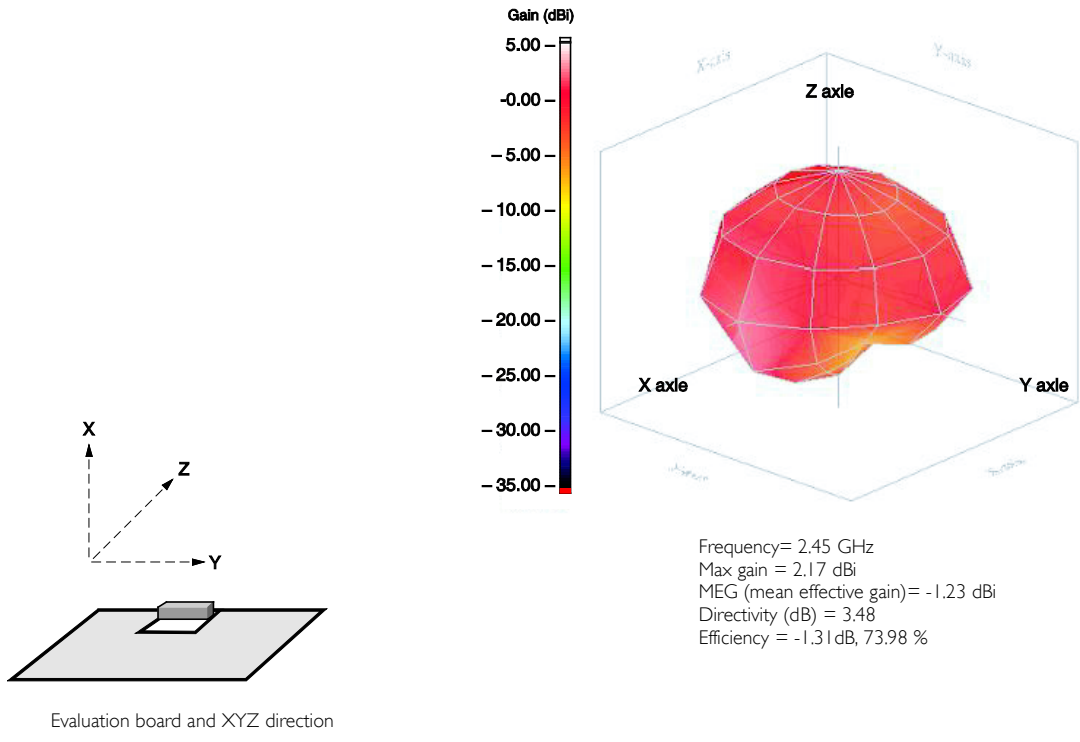 Gain (dBi)
5.00
-0.00
– 5.00
– 10.00
– 15.00
– 20.00
– 25.00
– 30.00
– 35.00
X-axis
Y-axis
Z axle
X axle
Y axle
X
Z
Y
Frequency= 2.45 GHz
Max gain = 2.17 dBi
MEG (mean effective gain)= -1.23 dBi
Directivity (dB) = 3.48
Efficiency = -1.31dB, 73.98 %
Evaluation board and XYZ direction